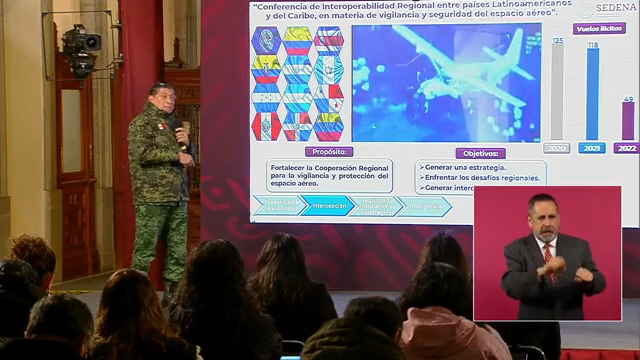 "Conferencia de Interoperabilidad Regional entre países Latinoamericanos
y del Caribe, en materia de vigilancia y seguridad del espacio aéreo".
SEDENA
Vuelos ilícitos
125
118
49
2020
2021
2022
Propósito:
Fortalecer la Cooperación Regional
para la vigilancia y protección del
espacio aéreo.
Objetivos:
Generar una estrategia.
Enfrentar los desafíos regionales.
Generar
Intercepción
Inteligencia